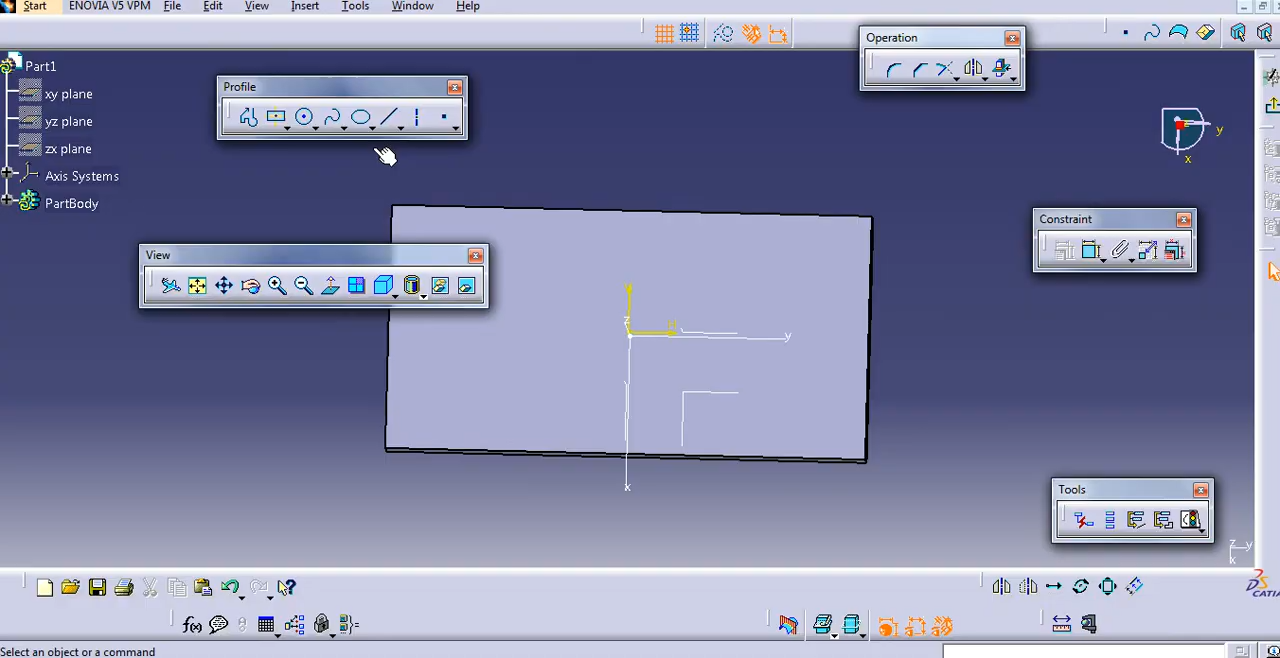 Start ENOVIA V5 VPM File Edit View Insert Tools Window Help
Operation
Part1
Profile
xy plane
yz plane
zx plane
y
x
Axis Systems
PartBody
Constraint
View
z
y
x
Tools
z y
x
CATIA
f(x)
Select an object or a command